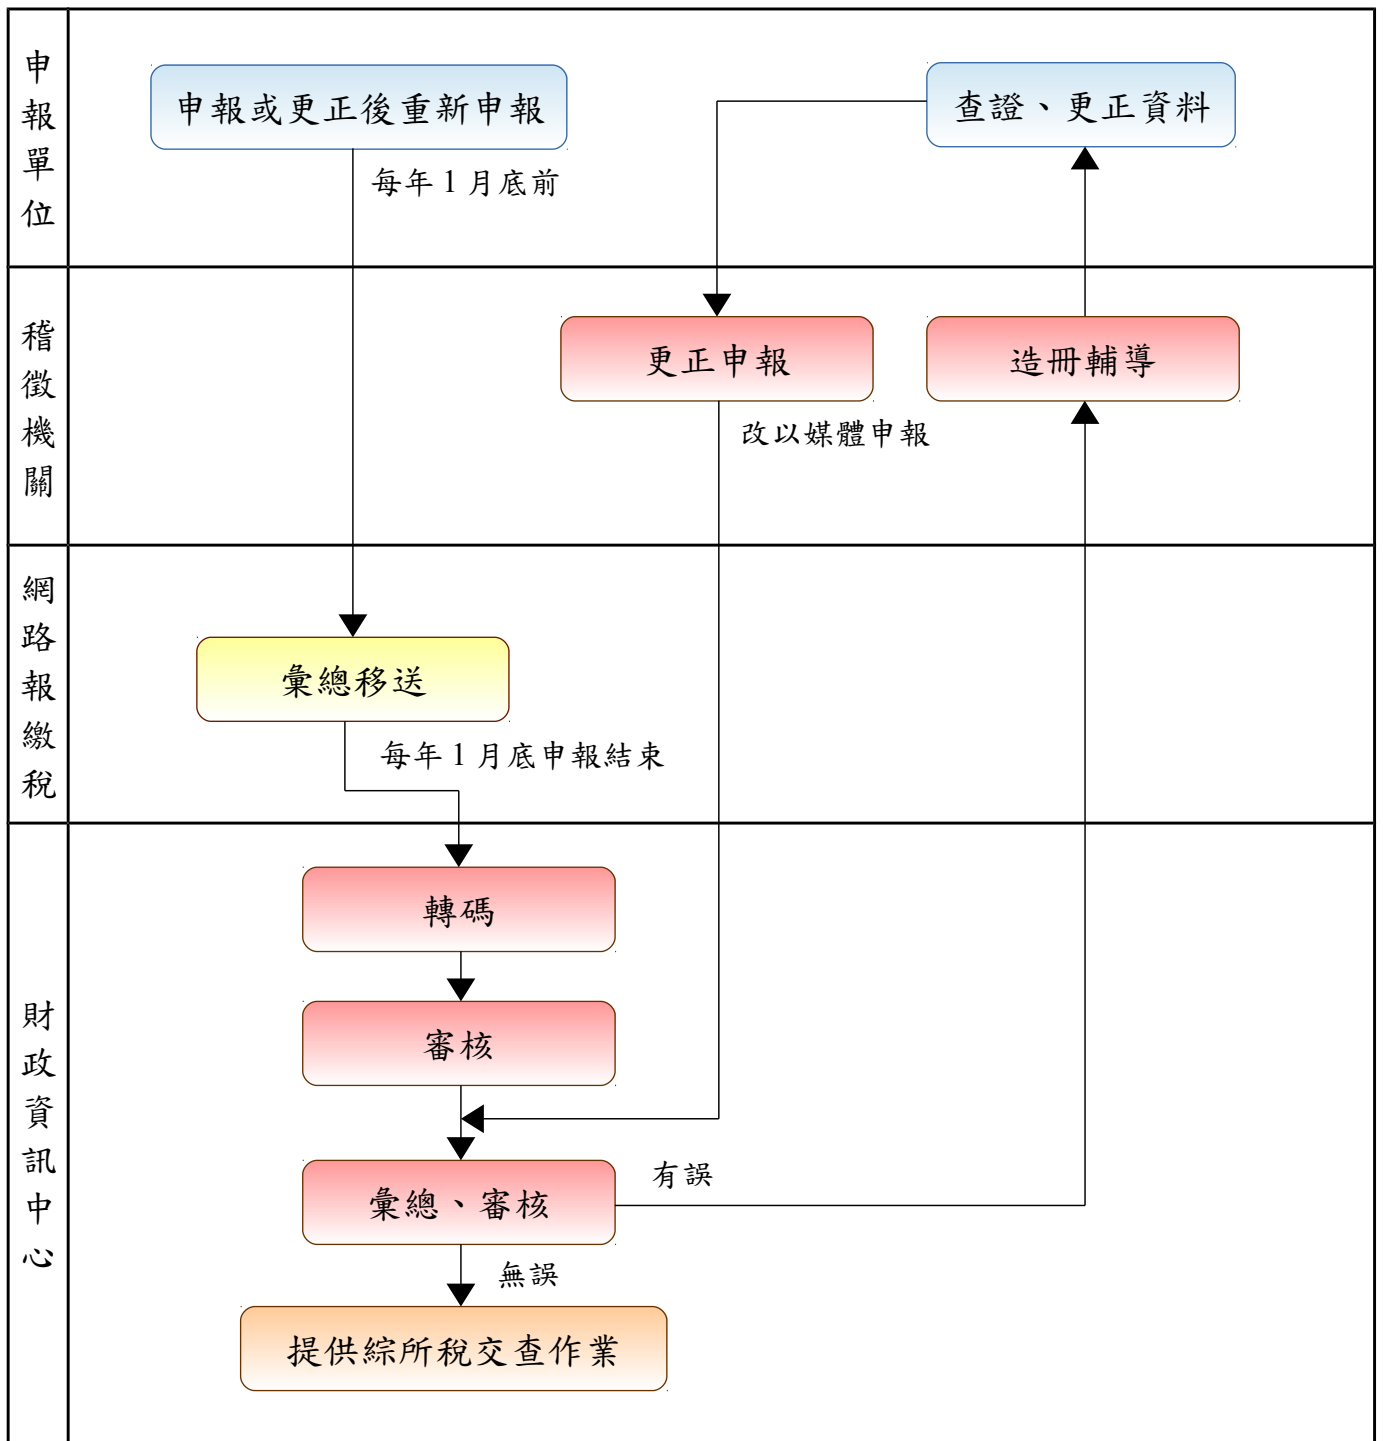 申報單位
申報或更正後重新申報
查證、更正資料
每年1月底前
稽徵機關
更正申報
造冊輔導
改以媒體申報
網路報繳稅
彙總移送
每年1月底申報結束
財政資訊中心
轉碼
審核
彙總、審核
有誤
無誤
提供綜所稅交查作業